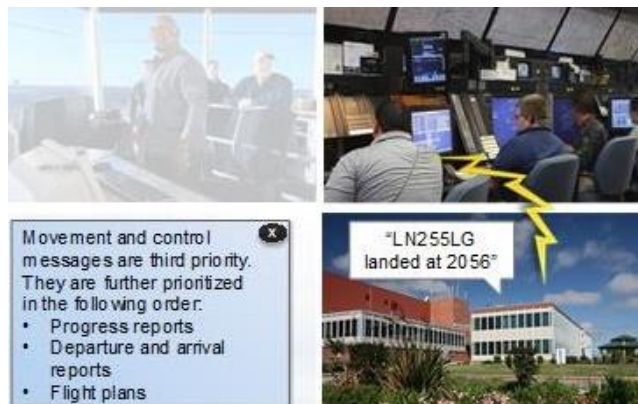 Movement and control
messages are third priority.
They are further prioritized
in the following order:
• Progress reports
• Departure and arrival
reports
• Flight plans
X
"LN255LG
landed at 2056"